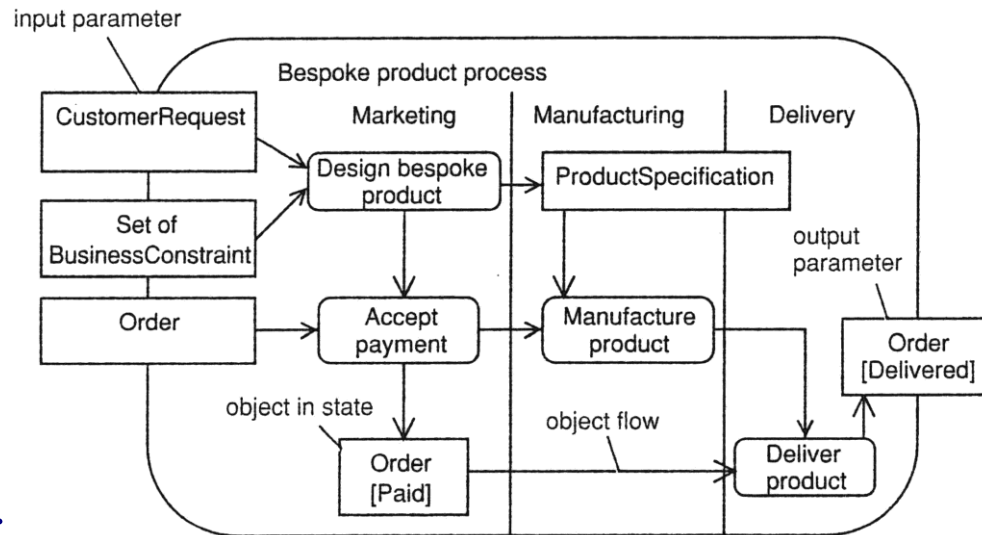 input parameter
Bespoke product process
CustomerRequest
Marketing
Manufacturing
Delivery
Design bespoke
product
ProductSpecification
Set of
BusinessConstraint
output
parameter
Order
Accept
payment
Manufacture
product
Order
[Delivered]
object in state
object flow
Order
[Paid]
Deliver
product